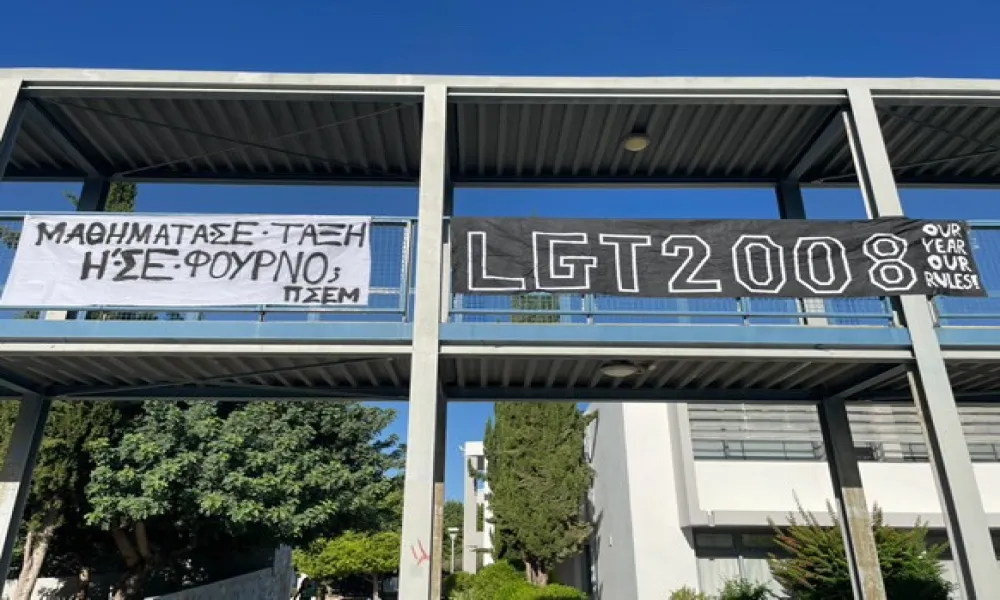 ΜΑΘΗΜΑΤΑ·ΣΕ·ΤΑΞΗ
Η·ΣΕ·ΦΟΥΡΝΟ;
ΠΣΕΜ
LGT2008
OUR
YEAR
OUR
RULES!